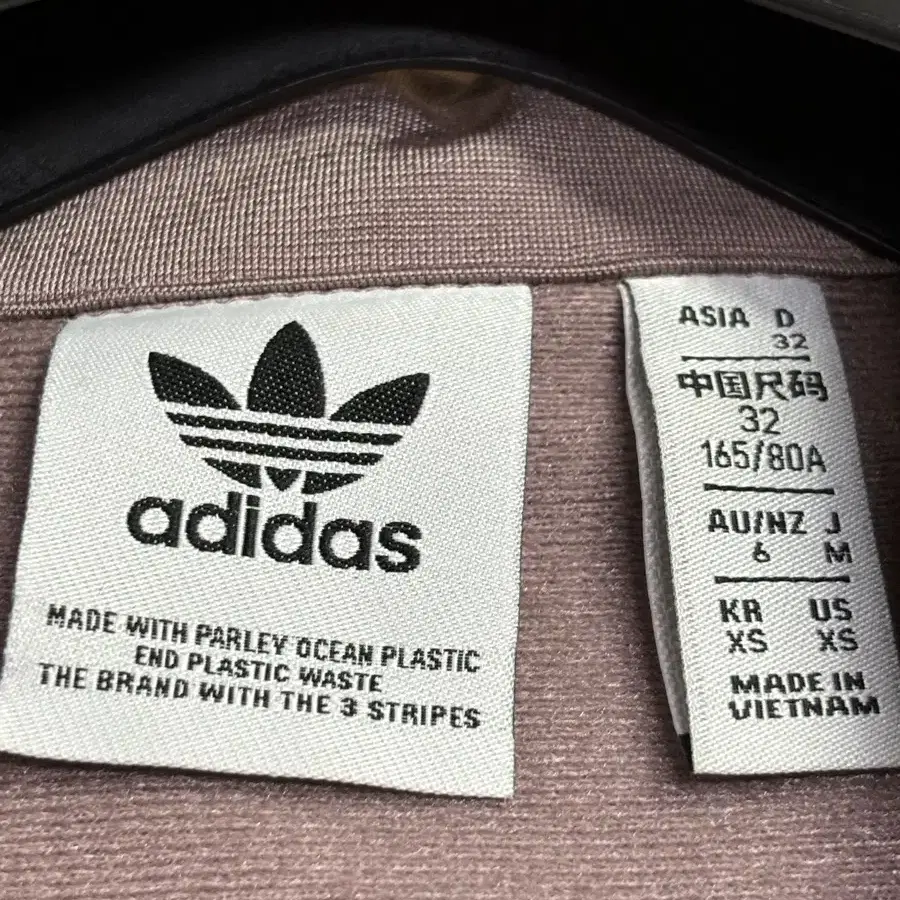 adidas
MADE WITH PARLEY OCEAN PLASTIC
END PLASTIC WASTE
THE BRAND WITH THE 3 STRIPES
ASIA D
32
中国尺码
32
165/80A
AU/NZ J
6 M
KR US
XS XS
MADE IN
VIETNAM